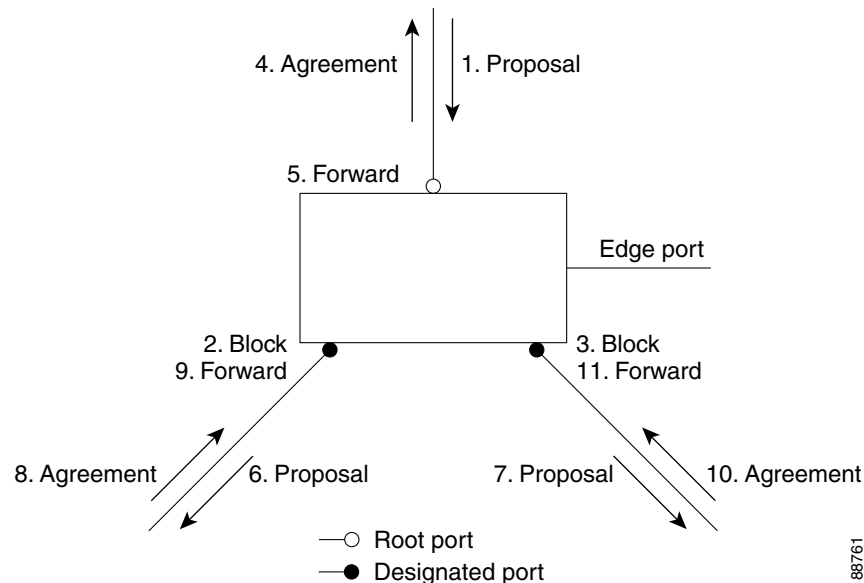 4. Agreement
1. Proposal
5. Forward
Edge port
2. Block
9. Forward
3. Block
11. Forward
8. Agreement
6. Proposal
7. Proposal
10. Agreement
Root port
Designated port
88761